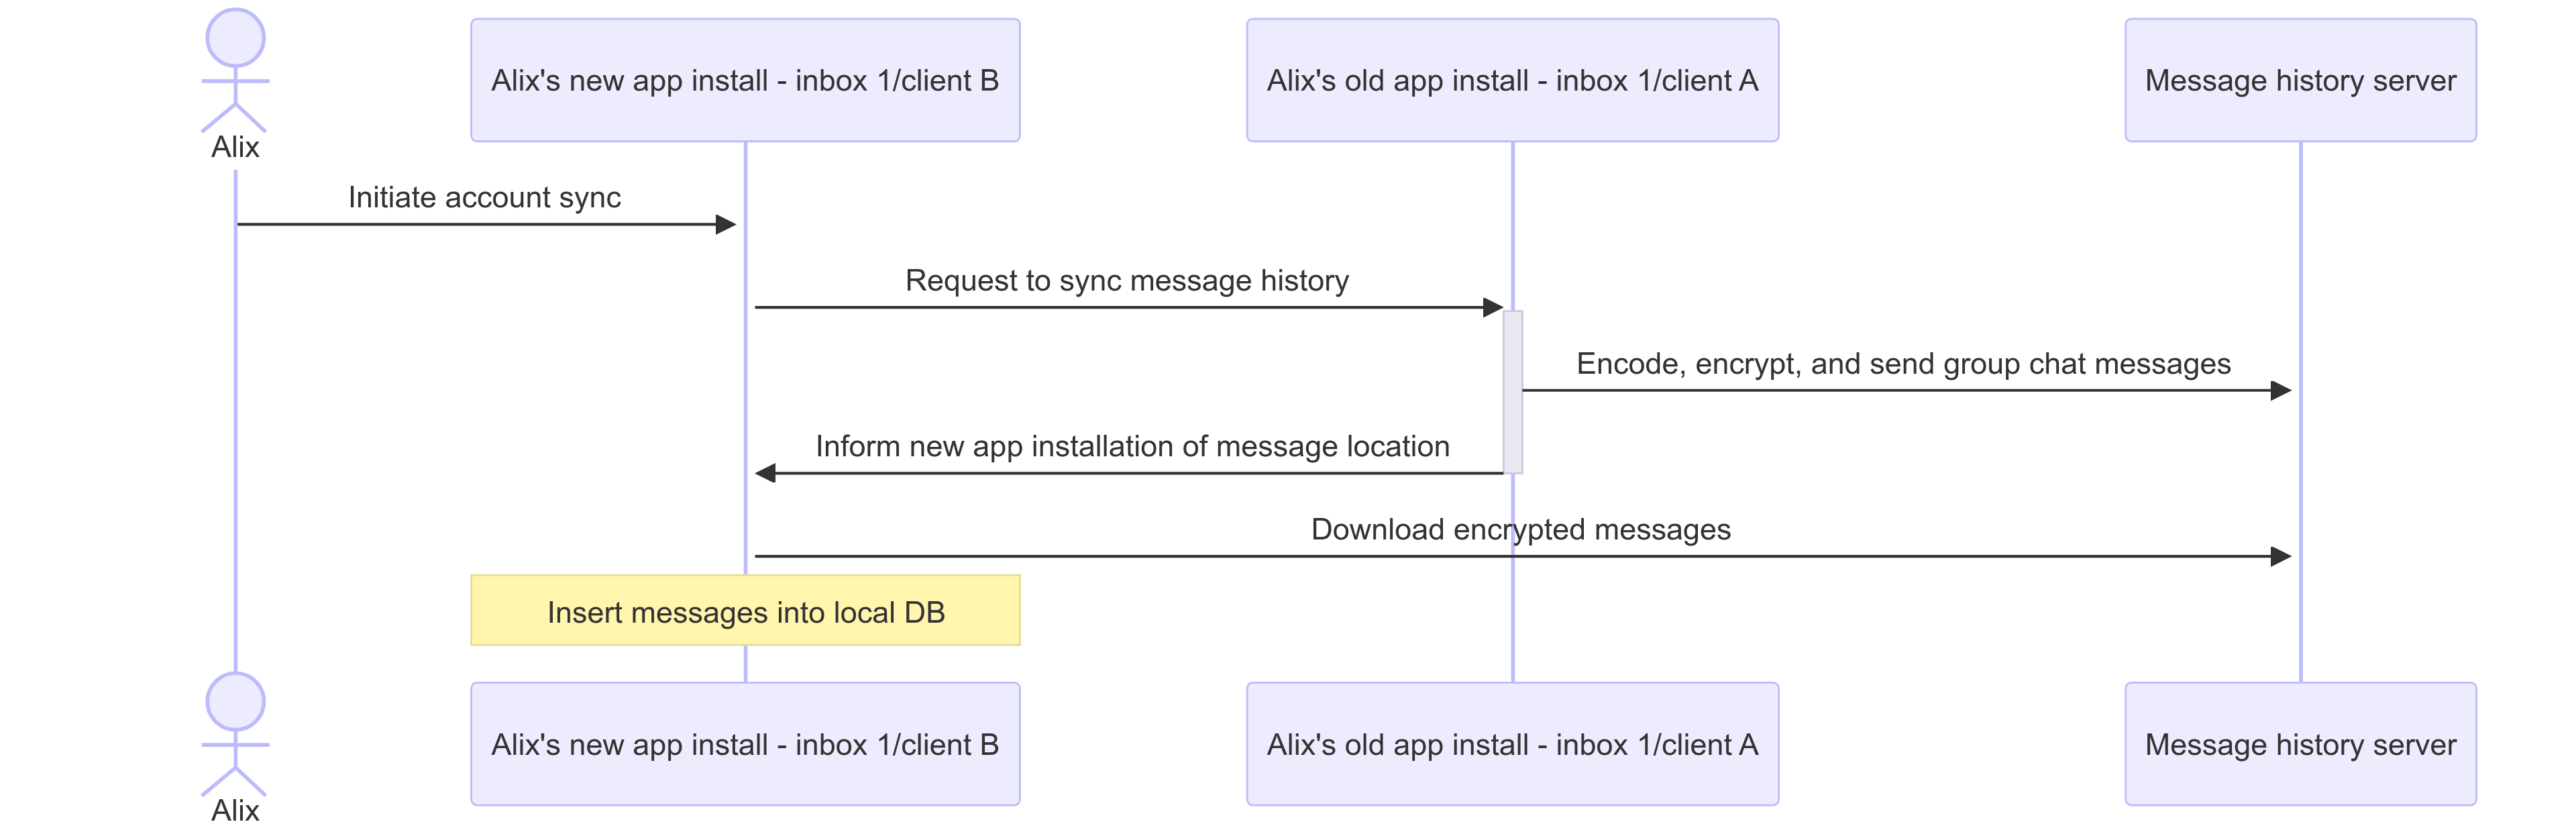 Alix
Alix's new app install - inbox 1/client B
Alix's old app install - inbox 1/client A
Message history server
Initiate account sync
Request to sync message history
Encode, encrypt, and send group chat messages
Inform new app installation of message location
Download encrypted messages
Insert messages into local DB
Alix
Alix's new app install - inbox 1/client B
Alix's old app install - inbox 1/client A
Message history server